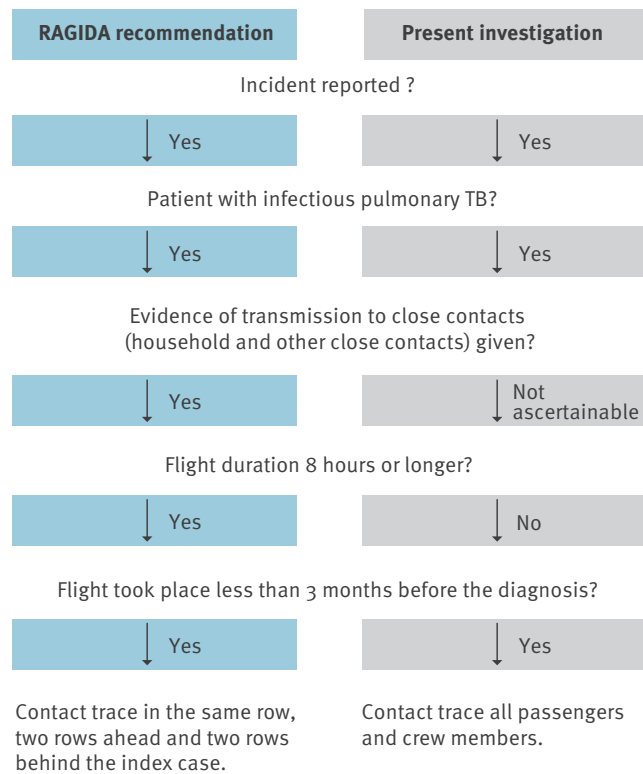 RAGIDA recommendation
Present investigation
Incident reported ?
Yes
Yes
Patient with infectious pulmonary TB?
Yes
Yes
Evidence of transmission to close contacts
(household and other close contacts) given?
Yes
Not
ascertainable
Flight duration 8 hours or longer?
Yes
No
Flight took place less than 3 months before the diagnosis?
Yes
Yes
Contact trace in the same row,
two rows ahead and two rows
behind the index case.
Contact trace all passengers
and crew members.